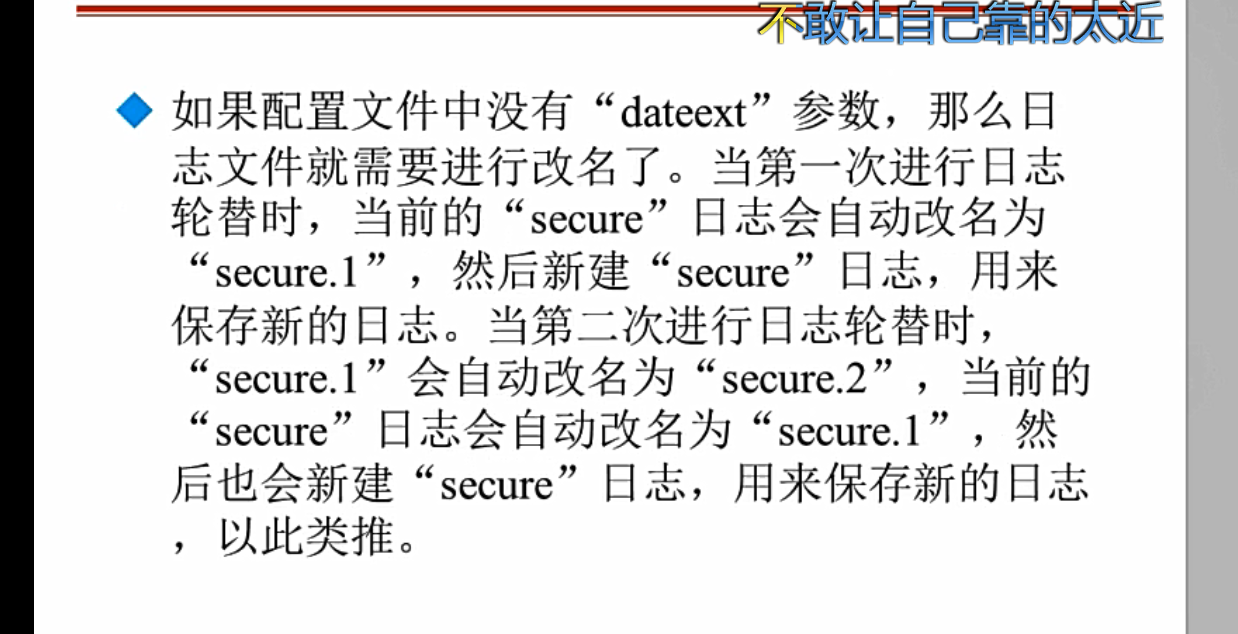 不敢让自己靠的太近
如果配置文件中没有“dateext”参数，那么日
志文件就需要进行改名了。当第一次进行日志
轮替时，当前的“secure”日志会自动改名为
“secure.1”，然后新建“secure”日志，用来
保存新的日志。当第二次进行日志轮替时，
“secure.1”会自动改名为“secure.2”，当前的
“secure”日志会自动改名为“secure.1”，然
后也会新建“secure”日志，用来保存新的日志
，以此类推。